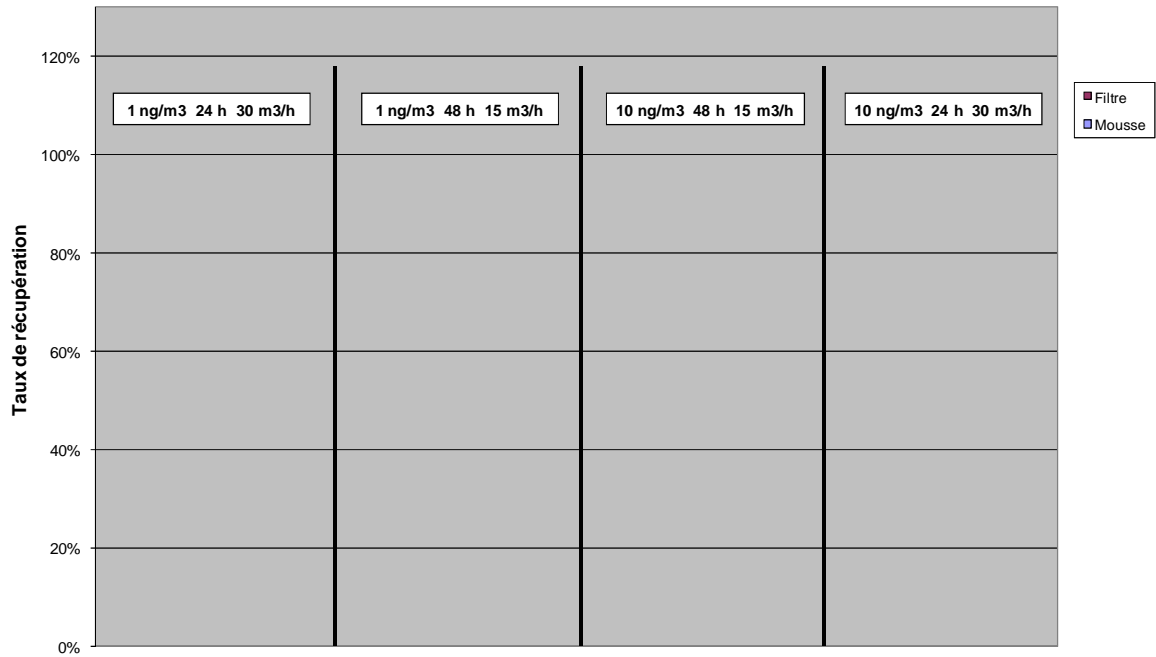 120%
100%
80%
60%
40%
20%
0%
Taux de récupération
1 ng/m3 24 h 30 m3/h
1 ng/m3 48 h 15 m3/h
10 ng/m3 48 h 15 m3/h
10 ng/m3 24 h 30 m3/h
Filtre
Mousse